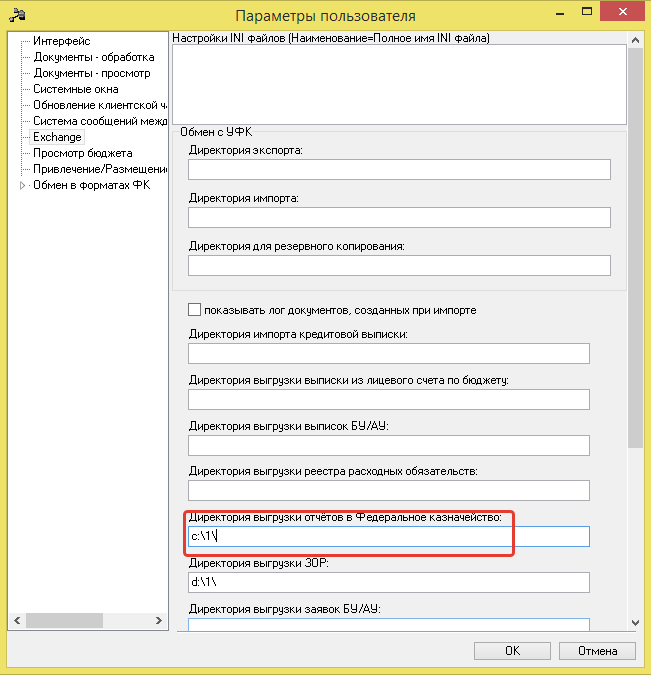 Параметры пользователя
Интерфейс
Документы - обработка
Документы - просмотр
Системные окна
Обновление клиентской ча
Система сообщений межд
Exchange
Просмотр бюджета
Привлечение/Размещение
Обмен в форматах ФК
Настройки INI файлов (Наименование=Полное имя INI файла)
Обмен с УФК
Директория экспорта:
Директория импорта:
Директория для резервного копирования:
показывать лог документов, созданных при импорте
Директория импорта кредитовой выписки:
Директория выгрузки выписки из лицевого счета по бюджету:
Директория выгрузки выписок БУ/АУ:
Директория выгрузки реестра расходных обязательств:
Директория выгрузки отчётов в Федеральное казначейство:
c:\1\
Директория выгрузки ЗОР:
d:\1\
Директория выгрузки заявок БУ/АУ:
OK
Отмена